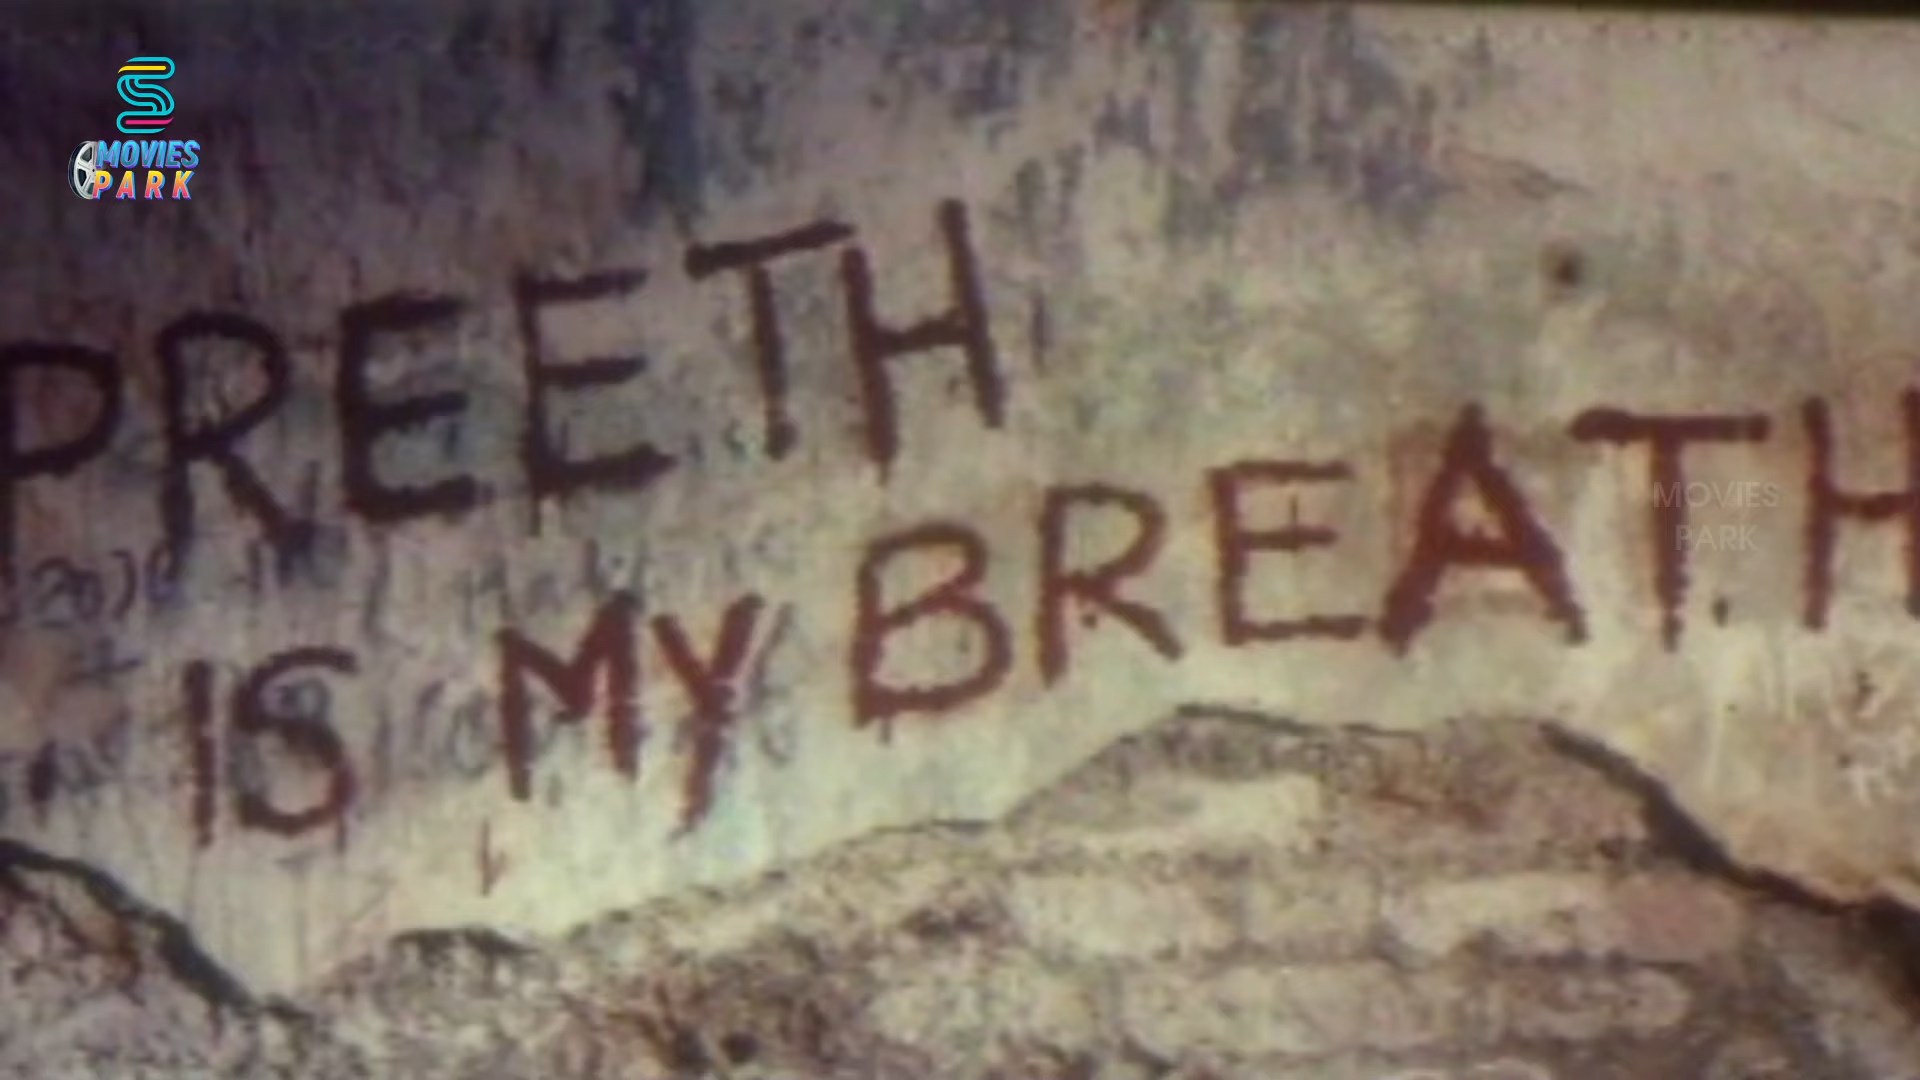 MOVIES
PARK
PREETH
IS MY BREATH
MOVIES
PARK